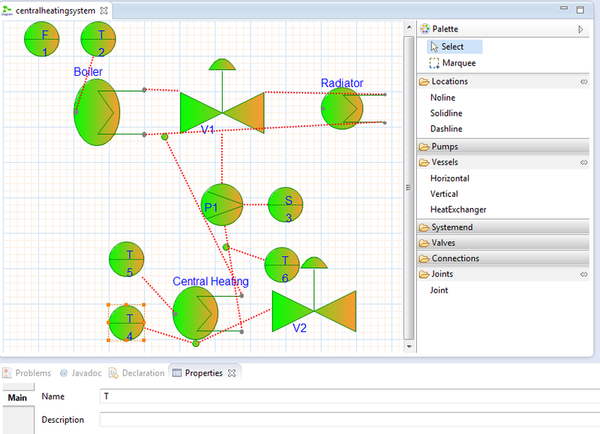 centralheatingsystem
F
1
T
2
Boiler
V1
Radiator
P1
S
3
T
5
T
6
Central Heating
T
4
V2
Palette
Select
Marquee
Locations
Noline
Solidline
Dashline
Pumps
Vessels
Horizontal
Vertical
HeatExchanger
Systemend
Valves
Connections
Joints
Joint
Problems @ Javadoc Declaration Properties
Main Name T
Description